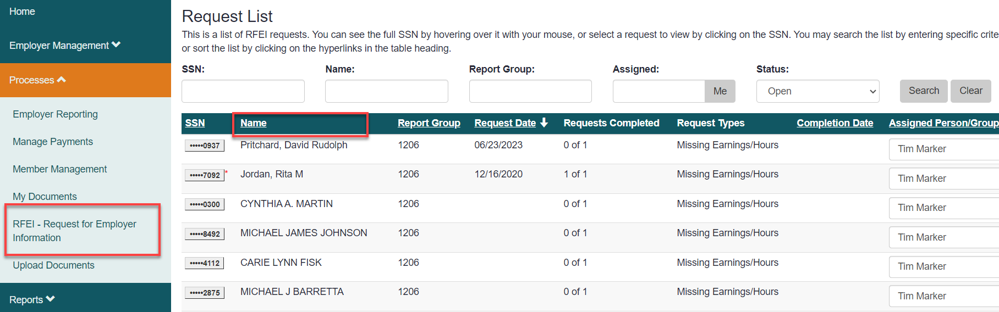 Home
Employer Management
Processes
Employer Reporting
Manage Payments
Member Management
My Documents
RFEI - Request for Employer
Information
Upload Documents
Reports
Request List
This is a list of RFEI requests. You can see the full SSN by hovering over it with your mouse, or select a request to view by clicking on the SSN. You may search the list by entering specific crite
or sort the list by clicking on the hyperlinks in the table heading.
SSN: Name: Report Group: Assigned: Status:
Me Open Search Clear
SSN Name Report Group Request Date Requests Completed Request Types Completion Date Assigned Person/Group
•••••0937 Pritchard, David Rudolph 1206 06/23/2023 0 of 1 Missing Earnings/Hours Tim Marker
•••••7092* Jordan, Rita M 1206 12/16/2020 1 of 1 Missing Earnings/Hours Tim Marker
•••••0300 CYNTHIA A. MARTIN 1206 0 of 1 Missing Earnings/Hours Tim Marker
•••••8492 MICHAEL JAMES JOHNSON 1206 0 of 1 Missing Earnings/Hours Tim Marker
•••••4112 CARIE LYNN FISK 1206 0 of 1 Missing Earnings/Hours Tim Marker
•••••2875 MICHAEL J BARRETTA 1206 0 of 1 Missing Earnings/Hours Tim Marker